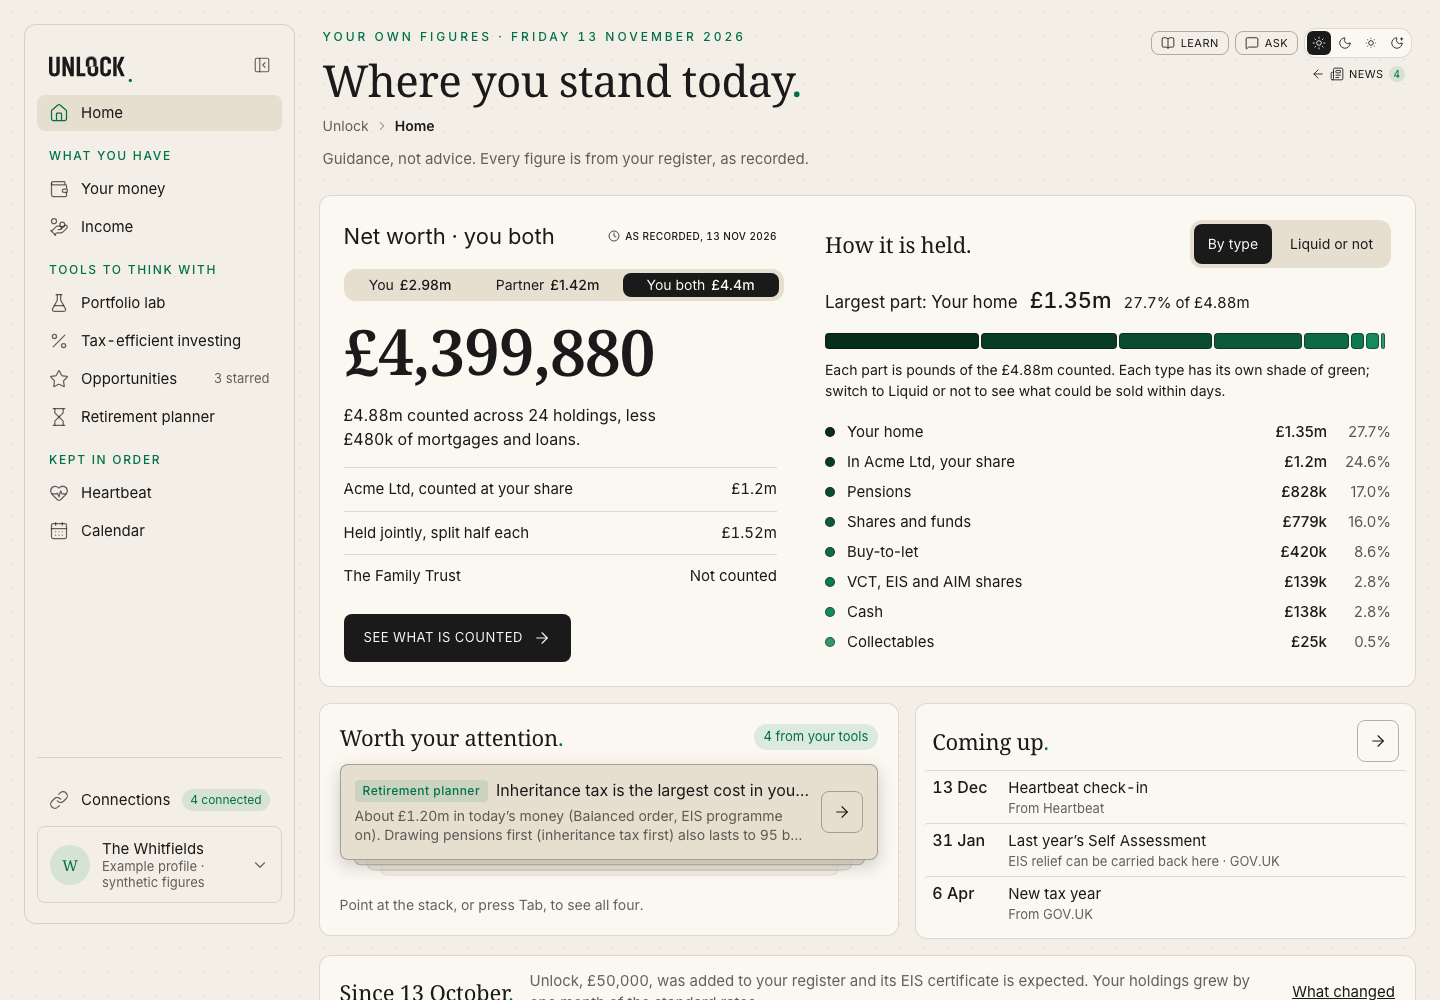 UNLOCK.
Home
WHAT YOU HAVE
Your money
Income
TOOLS TO THINK WITH
Portfolio lab
Tax-efficient investing
Opportunities 3 starred
Retirement planner
KEPT IN ORDER
Heartbeat
Calendar
Connections 4 connected
W
The Whitfields
Example profile ·
synthetic figures
YOUR OWN FIGURES · FRIDAY 13 NOVEMBER 2026
Where you stand today.
Unlock > Home
Guidance, not advice. Every figure is from your register, as recorded.
LEARN
ASK
NEWS 4
Net worth · you both
AS RECORDED, 13 NOV 2026
You £2.98m Partner £1.42m You both £4.4m
£4,399,880
£4.88m counted across 24 holdings, less
£480k of mortgages and loans.
Acme Ltd, counted at your share £1.2m
Held jointly, split half each £1.52m
The Family Trust Not counted
SEE WHAT IS COUNTED
How it is held.
By type Liquid or not
Largest part: Your home £1.35m 27.7% of £4.88m
Each part is pounds of the £4.88m counted. Each type has its own shade of green;
switch to Liquid or not to see what could be sold within days.
Your home £1.35m 27.7%
In Acme Ltd, your share £1.2m 24.6%
Pensions £828k 17.0%
Shares and funds £779k 16.0%
Buy-to-let £420k 8.6%
VCT, EIS and AIM shares £139k 2.8%
Cash £138k 2.8%
Collectables £25k 0.5%
Worth your attention.
4 from your tools
Retirement planner Inheritance tax is the largest cost in you…
About £1.20m in today’s money (Balanced order, EIS programme
on). Drawing pensions first (inheritance tax first) also lasts to 95 b…
Point at the stack, or press Tab, to see all four.
Coming up.
13 Dec Heartbeat check-in
From Heartbeat
31 Jan Last year’s Self Assessment
EIS relief can be carried back here · GOV.UK
6 Apr New tax year
From GOV.UK
Since 13 October.
Unlock, £50,000, was added to your register and its EIS certificate is expected. Your holdings grew by
What changed